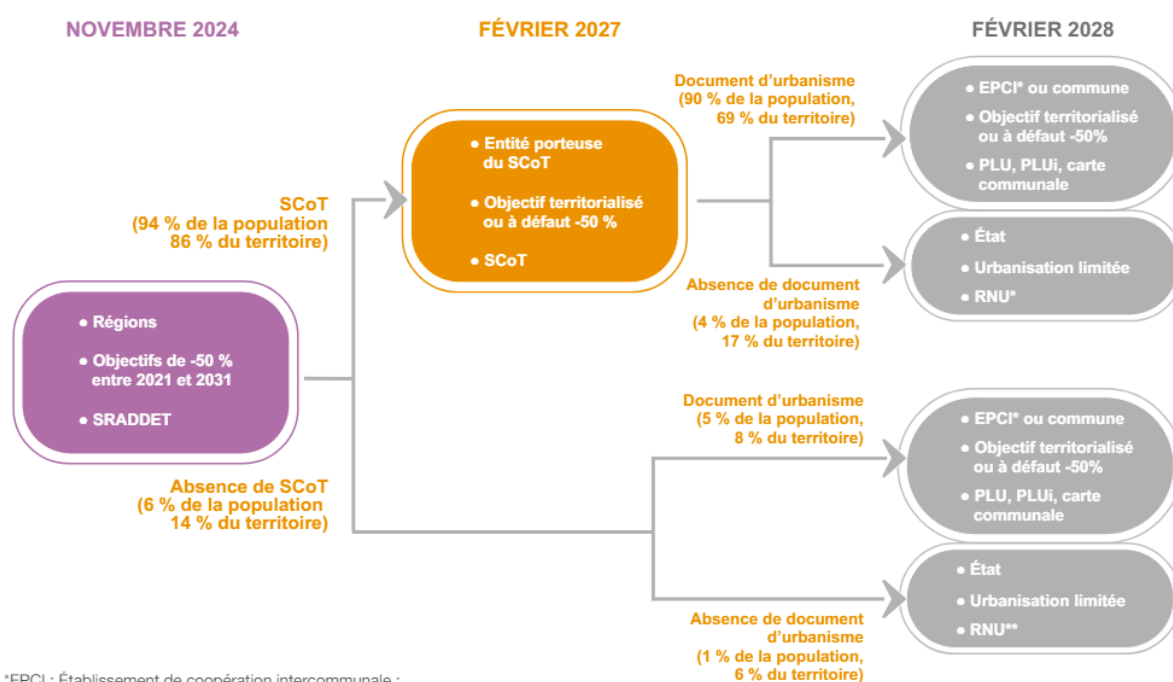 NOVEMBRE 2024
FÉVRIER 2027
FÉVRIER 2028
● Régions
● Objectifs de -50 %
entre 2021 et 2031
● SRADDET
SCoT
(94 % de la population
86 % du territoire)
Absence de SCoT
(6 % de la population
14 % du territoire)
● Entité porteuse
du SCoT
● Objectif territorialisé
ou à défaut -50 %
● SCoT
Document d’urbanisme
(90 % de la population,
69 % du territoire)
Absence de document
d’urbanisme
(4 % de la population,
17 % du territoire)
Document d’urbanisme
(5 % de la population,
8 % du territoire)
Absence de document
d’urbanisme
(1 % de la population,
6 % du territoire)
● EPCI* ou commune
● Objectif territorialisé
ou à défaut -50%
● PLU, PLUi, carte
communale
● État
● Urbanisation limitée
● RNU*
● EPCI* ou commune
● Objectif territorialisé
ou à défaut -50%
● PLU, PLUi, carte
communale
● État
● Urbanisation limitée
● RNU**
*EPCI : Établissement de coopération intercommunale ;